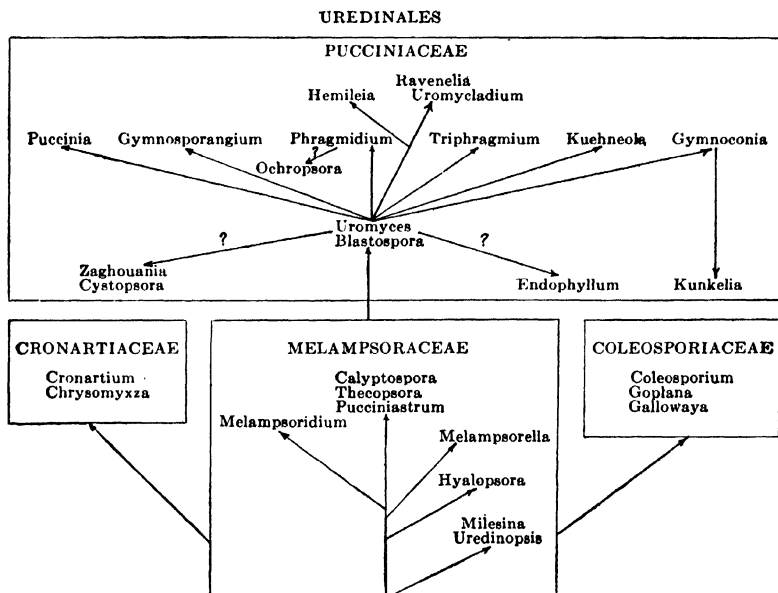 UREDINALES
PUCCINIACEAE
Ravenelia
Hemileia Uromycladium
Puccinia Gymnosporangium Phragmidium Triphragmium Kuehneola Gymnoconia
?
Ochropsora
Uromyces
? Blastospora ?
Zaghouania
Cystopsora Endophyllum Kunkelia
CRONARTIACEAE MELAMPSORACEAE COLEOSPORIACEAE
Cronartium Calyptospora Coleosporium
Chrysomyxza Thecopsora Goplana
Pucciniastrum Gallowaya
Melampsoridium
Melampsorella
Hyalopsora
Milesina
Uredinopsis